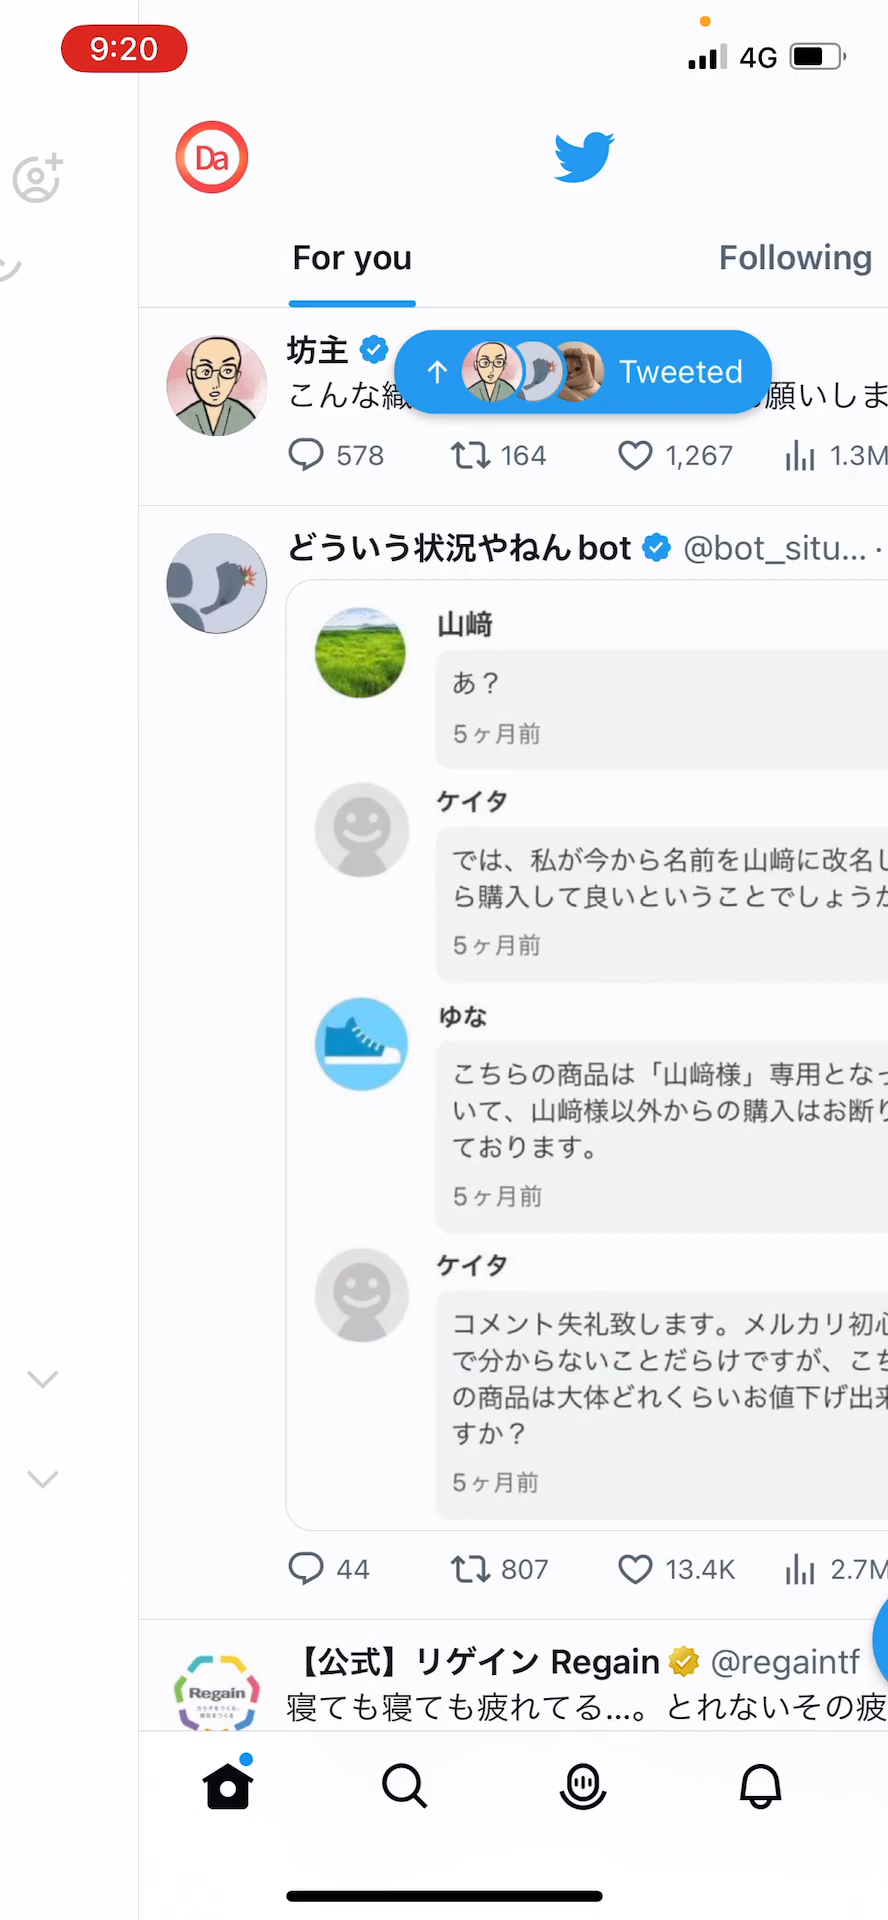 9:20
4G
Da
For you
Following
坊主
Tweeted
こんな織
願いしま
578
164
1,267
1.3M
どういう状況やねんbot @bot_situ... ·
山﨑
あ？
5ヶ月前
ケイタ
では、私が今から名前を山﨑に改名し
ら購入して良いということでしょうか
5ヶ月前
ゆな
こちらの商品は「山﨑様」専用となっ
いて、山﨑様以外からの購入はお断り
ております。
5ヶ月前
ケイタ
コメント失礼致します。メルカリ初心
で分からないことだらけですが、こち
の商品は大体どれくらいお値下げ出来
すか？
5ヶ月前
44
807
13.4K
2.7M
【公式】リゲイン Regain @regaintf
Regain
寝ても寝ても疲れてる...。とれないその疲